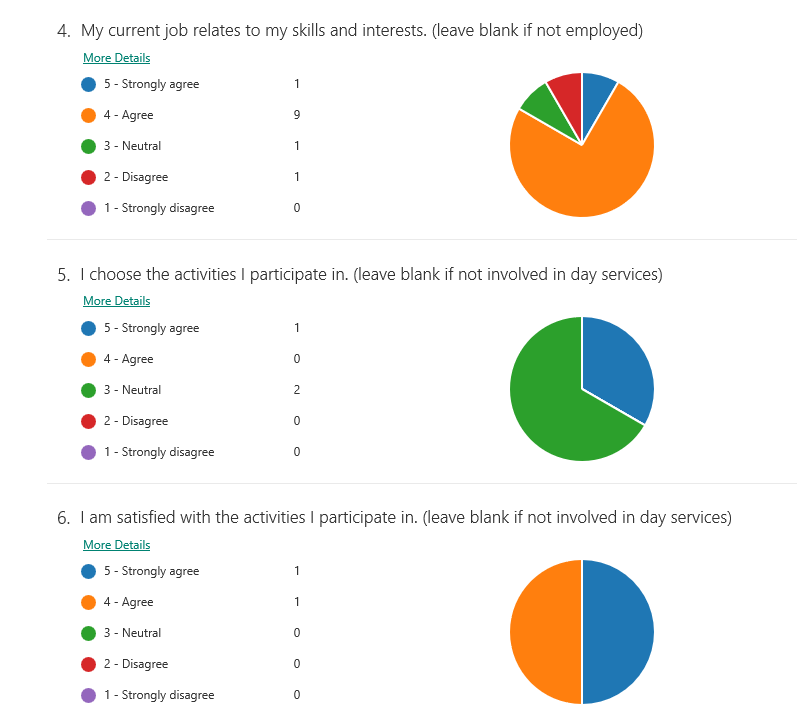 4. My current job relates to my skills and interests. (leave blank if not employed)
More Details
5 - Strongly agree 1
4 - Agree 9
3 - Neutral 1
2 - Disagree 1
1 - Strongly disagree 0
5. I choose the activities I participate in. (leave blank if not involved in day services)
More Details
5 - Strongly agree 1
4 - Agree 0
3 - Neutral 2
2 - Disagree 0
1 - Strongly disagree 0
6. I am satisfied with the activities I participate in. (leave blank if not involved in day services)
More Details
5 - Strongly agree 1
4 - Agree 1
3 - Neutral 0
2 - Disagree 0
1 - Strongly disagree 0